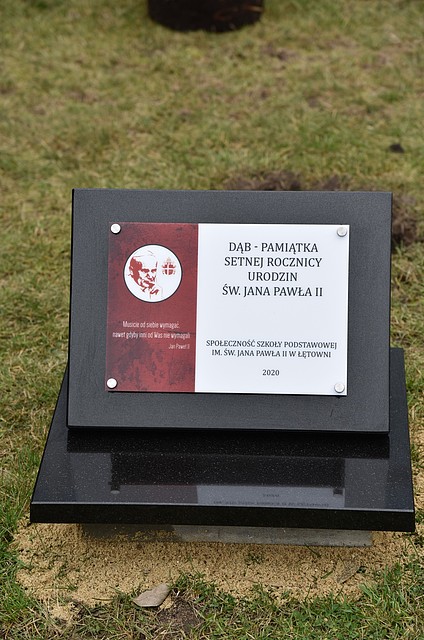 DĄB - PAMIĄTKA
SETNEJ ROCZNICY
URODZIN
ŚW. JANA PAWŁA II
Musicie od siebie wymagać,
nawet gdyby inni od Was nie wymagali
Jan Paweł II
SPOŁECZNOŚĆ SZKOŁY PODSTAWOWEJ
IM. ŚW. JANA PAWŁA II W ŁĘTOWNI
2020